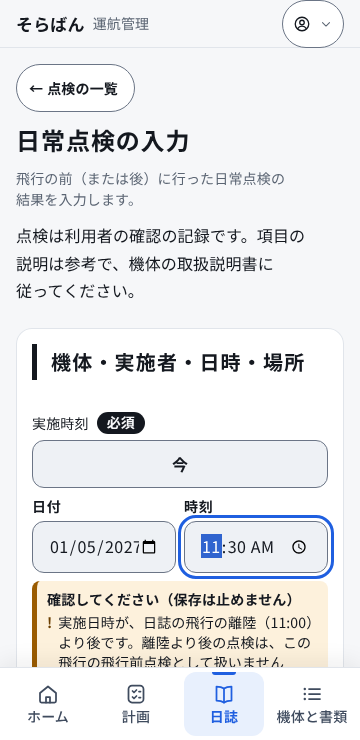 そらばん 運航管理
← 点検の一覧
日常点検の入力
飛行の前（または後）に行った日常点検の
結果を入力します。
点検は利用者の確認の記録です。項目の
説明は参考で、機体の取扱説明書に
従ってください。
機体・実施者・日時・場所
実施時刻 必須
今
日付 時刻
01/05/2027 11:30 AM
確認してください（保存は止めません）
! 実施日時が、日誌の飛行の離陸（11:00）
より後です。離陸より後の点検は、この
飛行の飛行前点検として扱いません
ホーム 計画 日誌 機体と書類